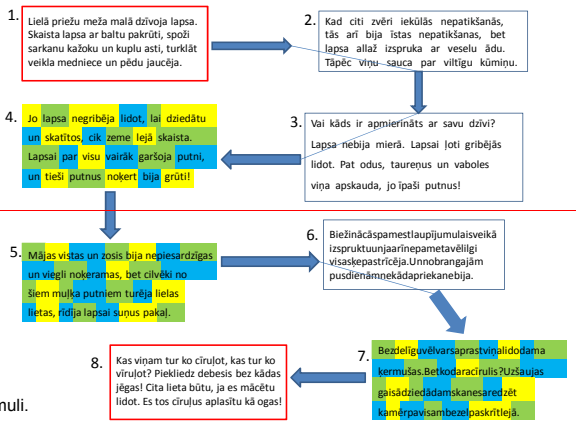 1.
Lielā priežu meža malā dzīvoja lapsa.
Skaista lapsa ar baltu pakrūti, spoži
sarkanu kažoku un kuplu asti, turklāt
veikla medniece un pēdu jaucēja.
2.
Kad citi zvēri iekūlās nepatikšanās,
tās arī bija īstas nepatikšanas, bet
lapsa allaž izspruka ar veselu ādu.
Tāpēc viņu sauca par viltīgu kūmiņu.
3.
Vai kāds ir apmierināts ar savu dzīvi?
Lapsa nebija mierā. Lapsai ļoti gribējās
lidot. Pat odus, taureņus un vaboles
viņa apskauda, jo īpaši putnus!
4.
Jo lapsa negribēja lidot, lai dziedātu
un skatītos, cik zeme lejā skaista.
Lapsai par visu vairāk garšoja putni,
un tieši putnus noķert bija grūti!
5.
Mājas vistas un zosis bija nepiesardzīgas
un viegli noķeramas, bet cilvēki no
šiem muļķa putniem turēja lielas
lietas, rīdīja lapsai suņus pakaļ.
6.
Biežinācāspamestlaupījumulaisveikā
izspruktuunjaarīnepametavēlilgi
visasķepastrīcēja.Unnobrangajām
pusdienāmnekādapriekanebija.
7.
Bezdelīguvēlvarsaprastviņalidodama
ķermušas.Betkodaracīrulis?Uzšaujas
gaisādziedādamskanesaredzēt
kamērpavisambezelpaskrītlejā.
8.
Kas viņam tur ko cīruļot, kas tur ko
vīruļot? Piekliedz debesis bez kādas
jēgas! Cita lieta būtu, ja es mācētu
lidot. Es tos cīruļus aplasītu kā ogas!
muli.